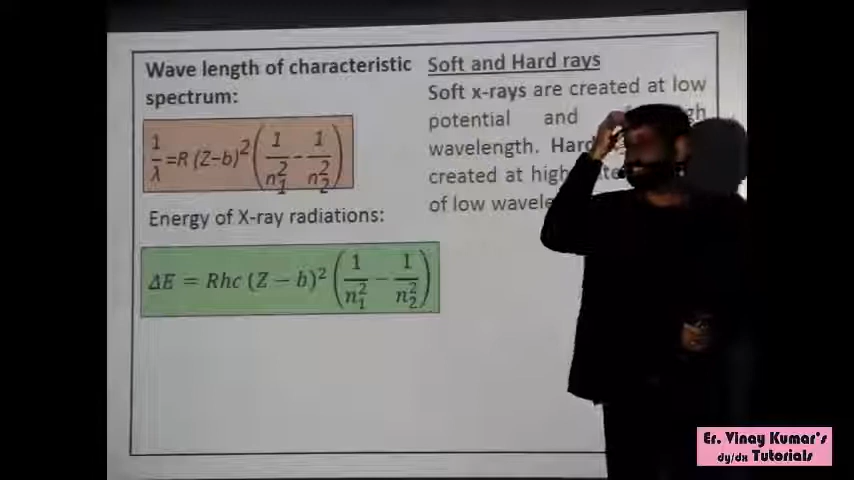 Wave length of characteristic
spectrum:
1/λ =R (Z−b)² (1/n₁² − 1/n₂²)
Energy of X-ray radiations:
ΔE = Rhc (Z − b)² (1/n₁² − 1/n₂²)
Soft and Hard rays
Soft x-rays are created at low
potential and
wavelength. Hard
created at high
of low
Er. Vinay Kumar's
dy/dx Tutorials